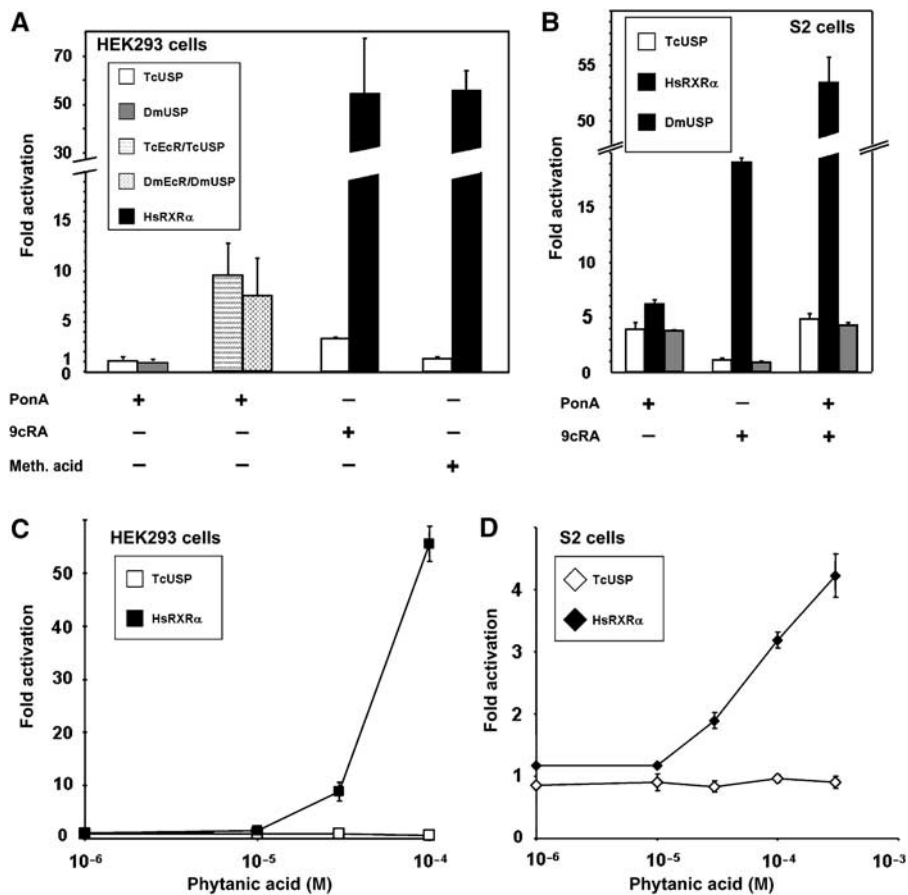 A
HEK293 cells
TcUSP
DmUSP
TcEcR/TcUSP
DmEcR/DmUSP
HsRXRα
Fold activation
70
50
30
15
10
5
1
0
PonA + + – –
9cRA – – + –
Meth. acid – – – +
B
S2 cells
TcUSP
HsRXRα
DmUSP
Fold activation
55
50
15
10
5
0
PonA + – +
9cRA – + +
C
HEK293 cells
TcUSP
HsRXRα
Fold activation
50
40
30
20
10
0
10⁻⁶ 10⁻⁵ 10⁻⁴
Phytanic acid (M)
D
S2 cells
TcUSP
HsRXRα
Fold activation
4
3
2
1
0
10⁻⁶ 10⁻⁵ 10⁻⁴ 10⁻³
Phytanic acid (M)